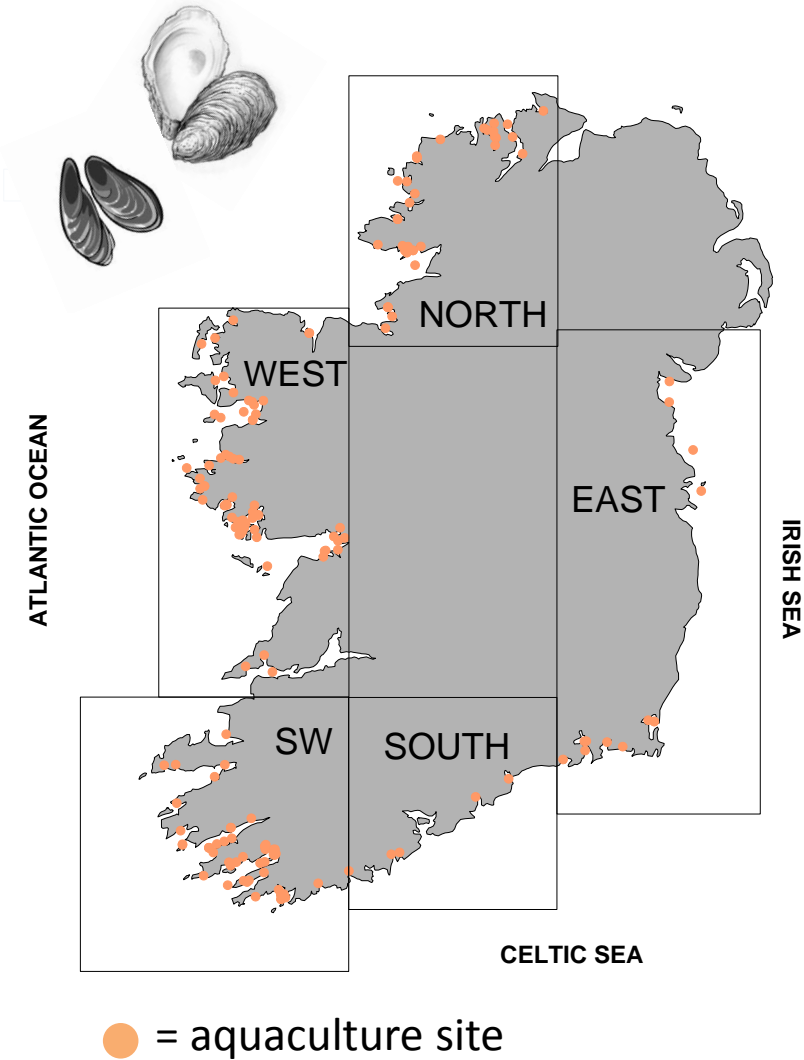 NORTH
WEST
ATLANTIC OCEAN
EAST
IRISH SEA
SW
SOUTH
CELTIC SEA
= aquaculture site